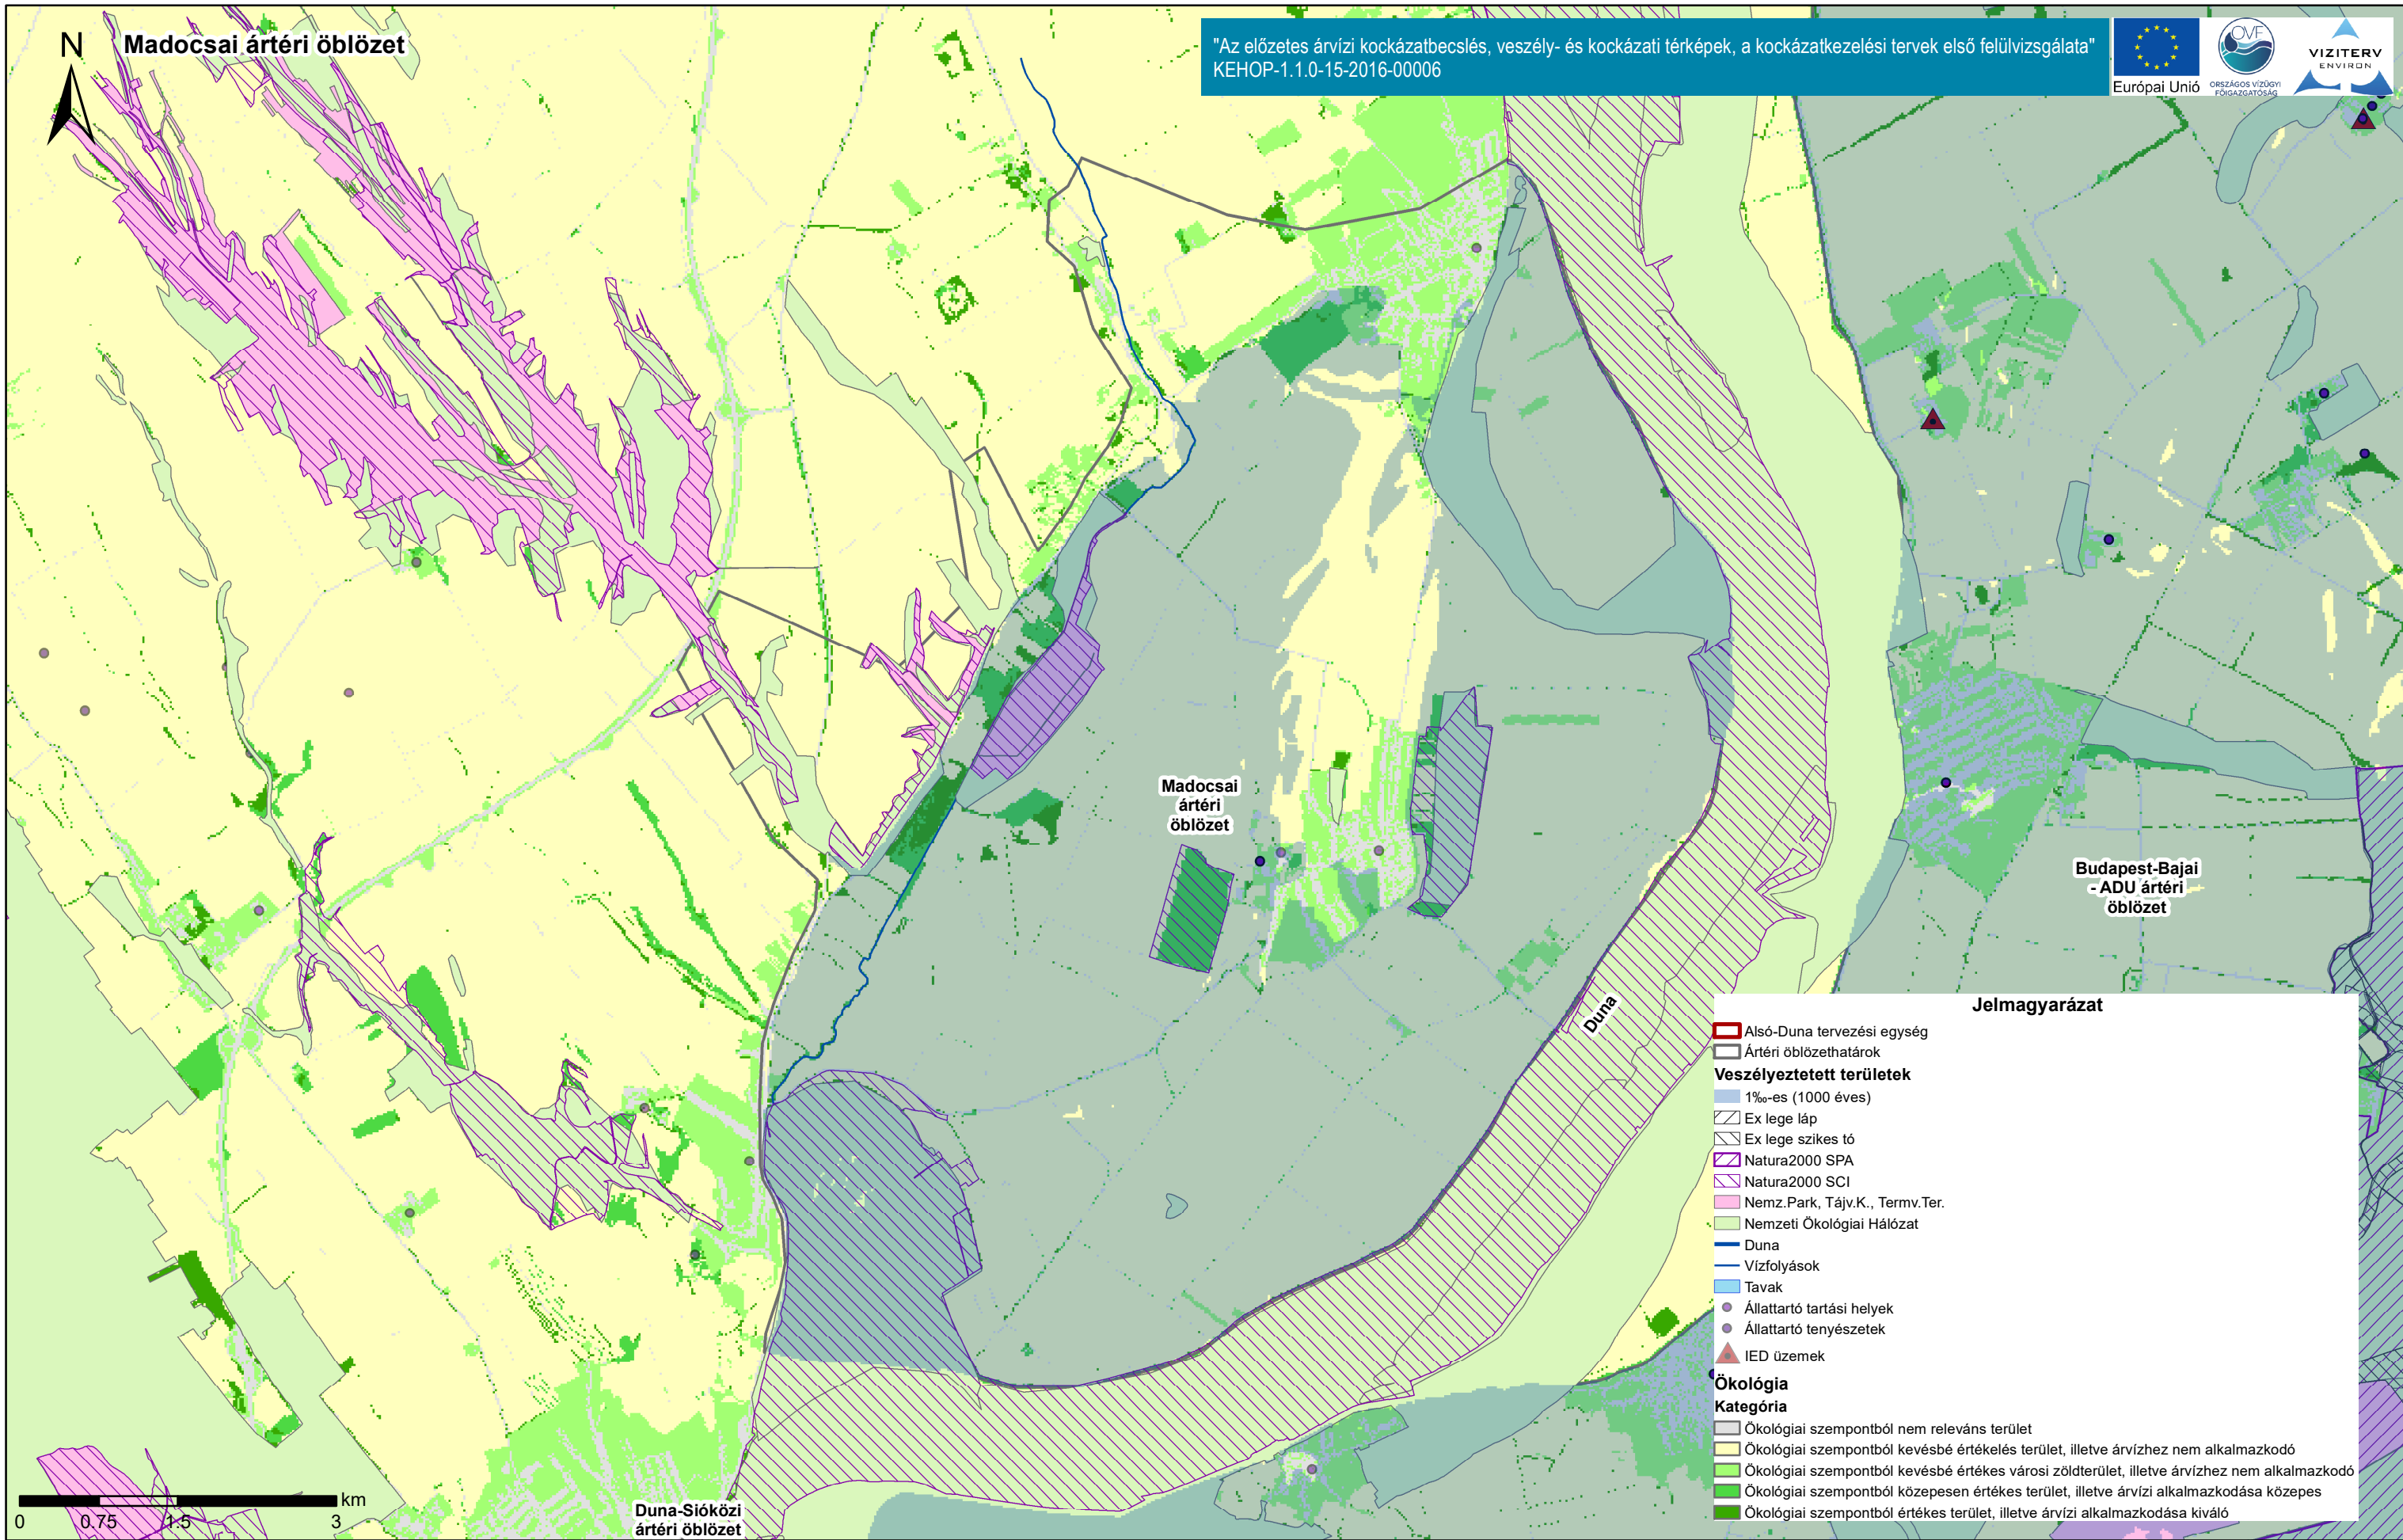 N
Madocsai ártéri öblözet
"Az előzetes árvízi kockázatbecslés, veszély- és kockázati térképek, a kockázatkezelési tervek első felülvizsgálata"
KEHOP-1.1.0-15-2016-00006
Európai Unió
OVF
ORSZÁGOS VÍZÜGYI
FŐIGAZGATÓSÁG
VIZITERV
ENVIRON
Madocsai
ártéri
öblözet
Budapest-Bajai
- ADU ártéri
öblözet
Duna
Duna-Sióközi
ártéri öblözet
km
0 0.75 1.5 3
Jelmagyarázat
Alsó-Duna tervezési egység
Ártéri öblözethatárok
Veszélyeztetett területek
1‰-es (1000 éves)
Ex lege láp
Ex lege szikes tó
Natura2000 SPA
Natura2000 SCI
Nemz.Park, Tájv.K., Termv.Ter.
Nemzeti Ökológiai Hálózat
Duna
Vízfolyások
Tavak
Állattartó tartási helyek
Állattartó tenyészetek
IED üzemek
Ökológia
Kategória
Ökológiai szempontból nem releváns terület
Ökológiai szempontból kevésbé értékelés terület, illetve árvízhez nem alkalmazkodó
Ökológiai szempontból kevésbé értékes városi zöldterület, illetve árvízhez nem alkalmazkodó
Ökológiai szempontból közepesen értékes terület, illetve árvízi alkalmazkodása közepes
Ökológiai szempontból értékes terület, illetve árvízi alkalmazkodása kiváló